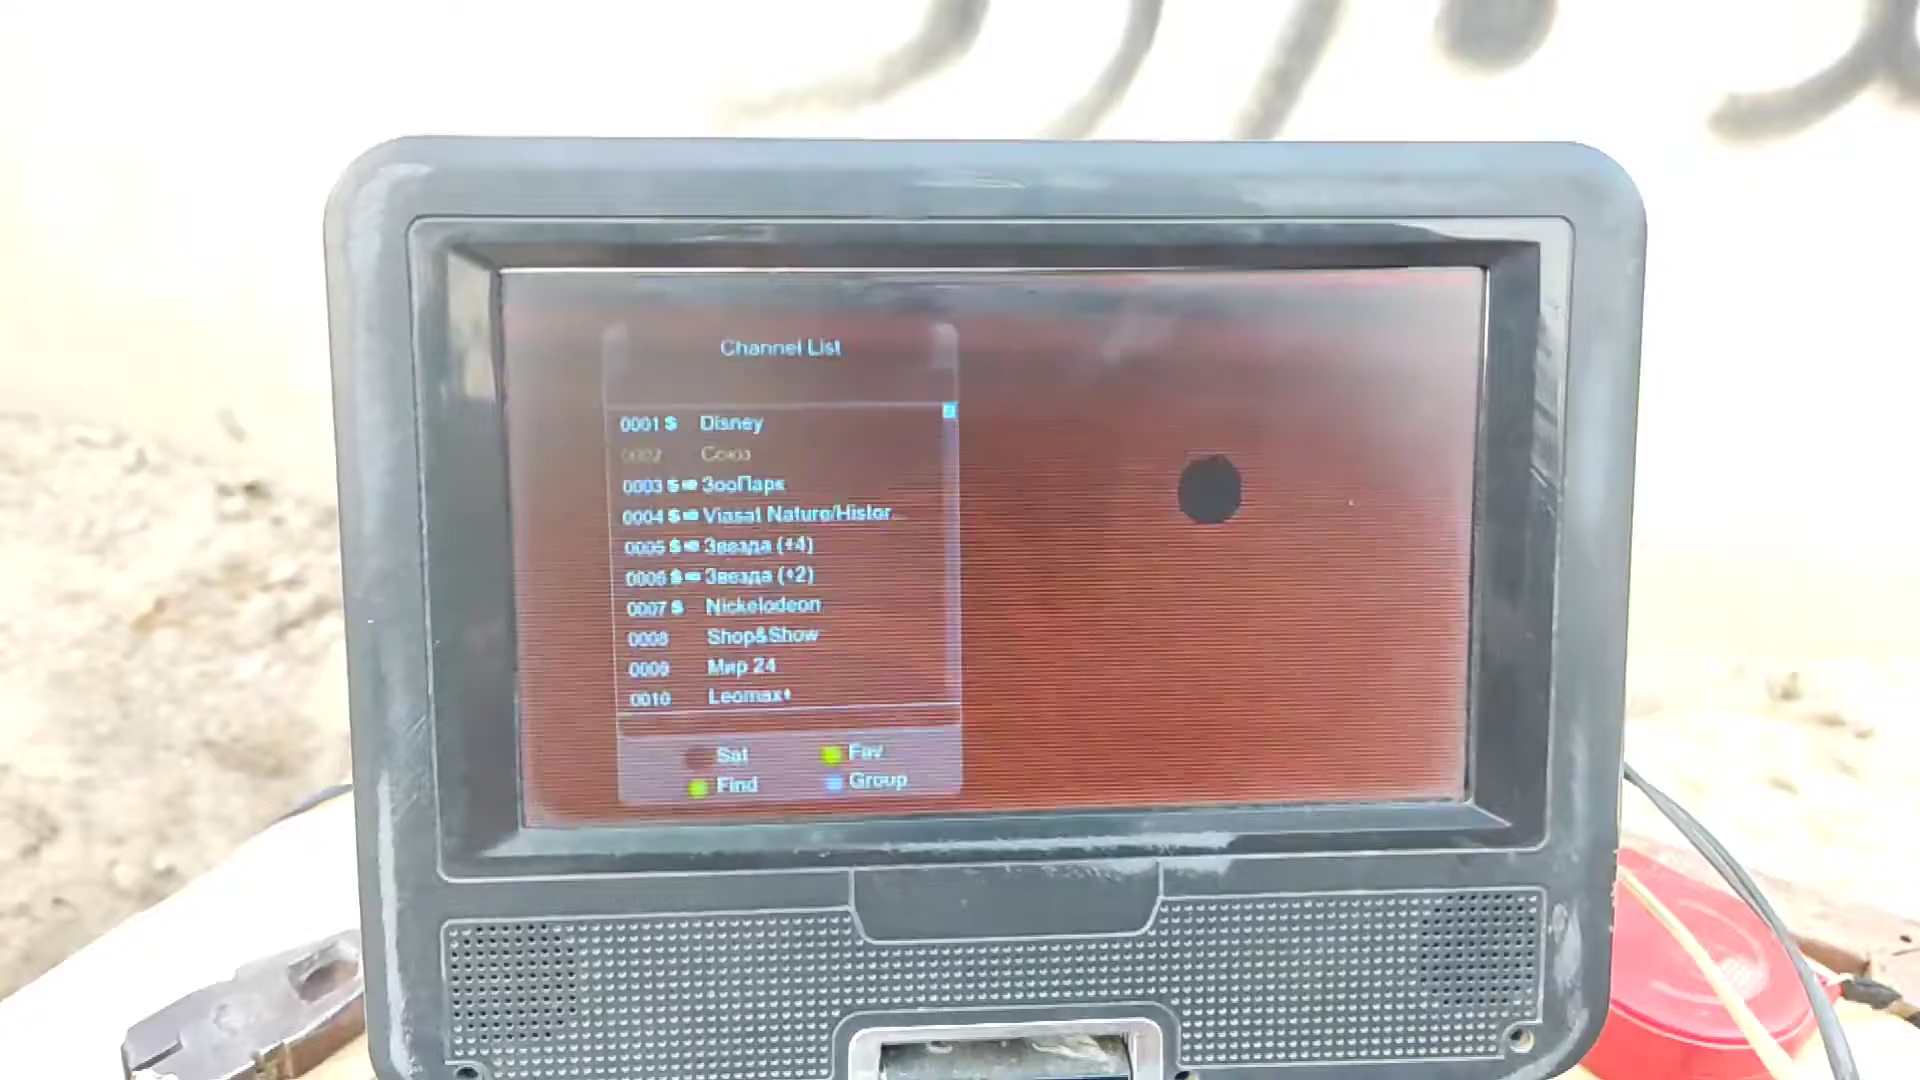 Channel List
0001 $ Disney
0002 Союз
0003 $ ЗооПарк
0004 $ Viasat Nature/Histor...
0005 $ Звезда (+4)
0006 $ Звезда (+2)
0007 $ Nickelodeon
0008 Shop&Show
0009 Мир 24
0010 Leomax+
Sat Fav
Find Group